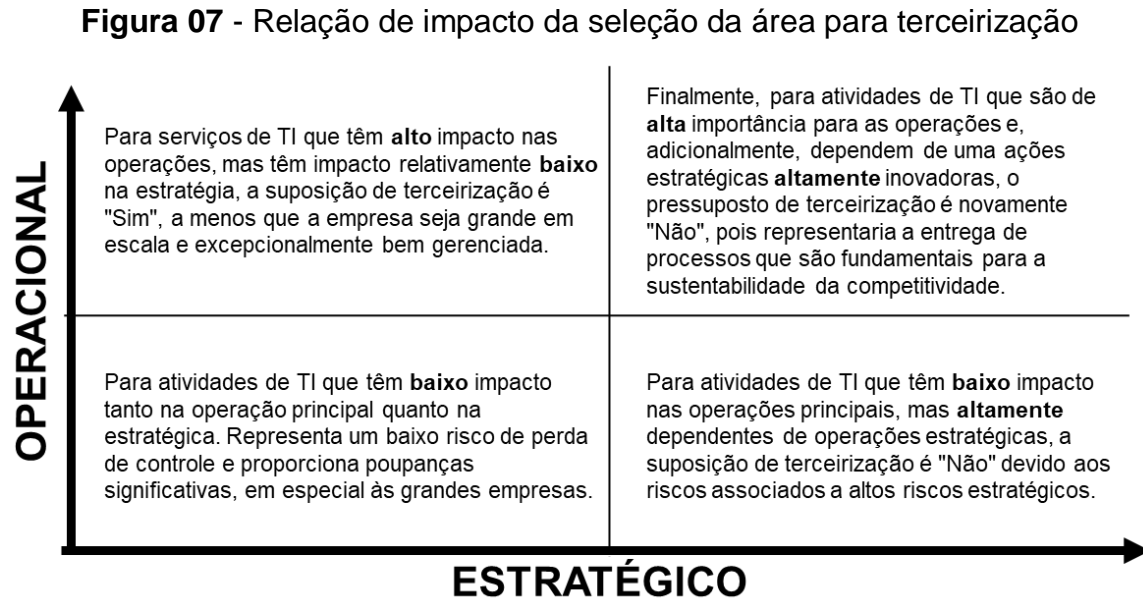 Figura 07 - Relação de impacto da seleção da área para terceirização
OPERACIONAL
Para serviços de TI que têm alto impacto nas
operações, mas têm impacto relativamente baixo
na estratégia, a suposição de terceirização é
"Sim", a menos que a empresa seja grande em
escala e excepcionalmente bem gerenciada.
Finalmente, para atividades de TI que são de
alta importância para as operações e,
adicionalmente, dependem de uma ações
estratégicas altamente inovadoras, o
pressuposto de terceirização é novamente
"Não", pois representaria a entrega de
processos que são fundamentais para a
sustentabilidade da competitividade.
Para atividades de TI que têm baixo impacto
tanto na operação principal quanto na
estratégica. Representa um baixo risco de perda
de controle e proporciona poupanças
significativas, em especial às grandes empresas.
Para atividades de TI que têm baixo impacto
nas operações principais, mas altamente
dependentes de operações estratégicas, a
suposição de terceirização é "Não" devido aos
riscos associados a altos riscos estratégicos.
ESTRATÉGICO